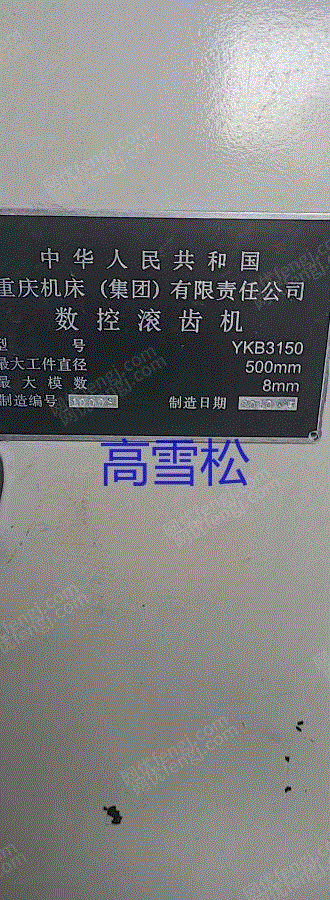 中华人民共和国
重庆机床(集团)有限责任公司
数控滚齿机
型 号 YKB3150
最大工件直径 500mm
最大模数 8mm
制造编号 制造日期
高雪松